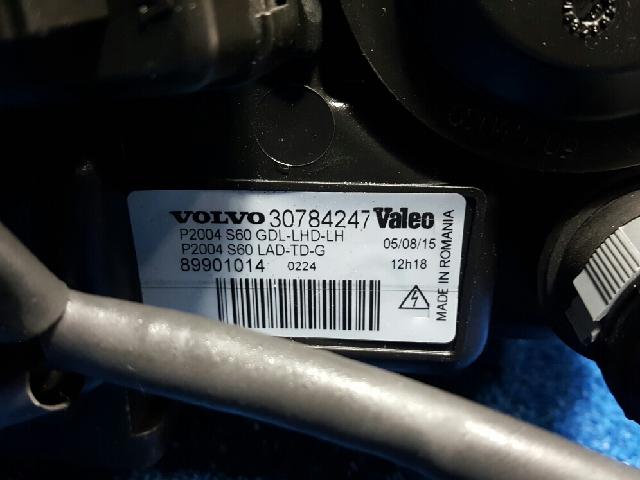 VOLVO 30784247 Valeo
P2004 S60 GDL-LHD-LH 05/08/15
P2004 S60 LAD-TD-G
89901014 0224 12h18
MADE IN ROMANIA